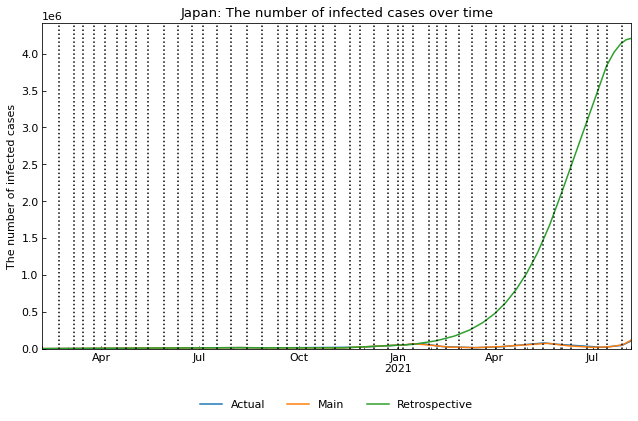 Japan: The number of infected cases over time
1e6
The number of infected cases
4.0
3.5
3.0
2.5
2.0
1.5
1.0
0.5
0.0
Apr Jul Oct Jan Apr Jul
2021
Actual Main Retrospective